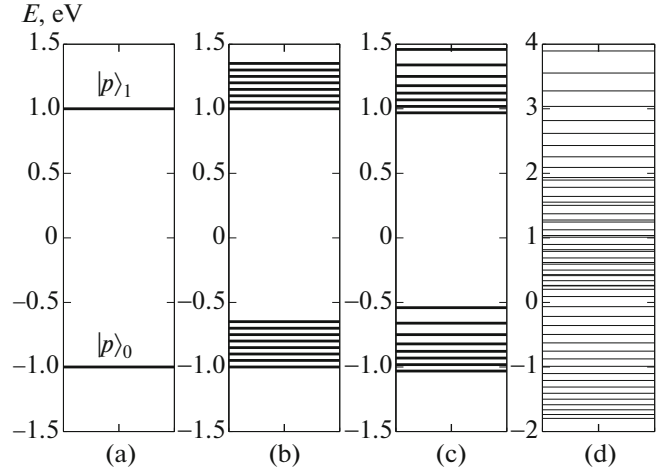 E, eV
1.5 1.5 1.5 4
|p⟩₁
1.0 1.0 1.0 3
0.5 0.5 0.5 2
0 0 0 1
−0.5 −0.5 −0.5 0
|p⟩₀
−1.0 −1.0 −1.0 −1
−1.5 −1.5 −1.5 −2
(a) (b) (c) (d)